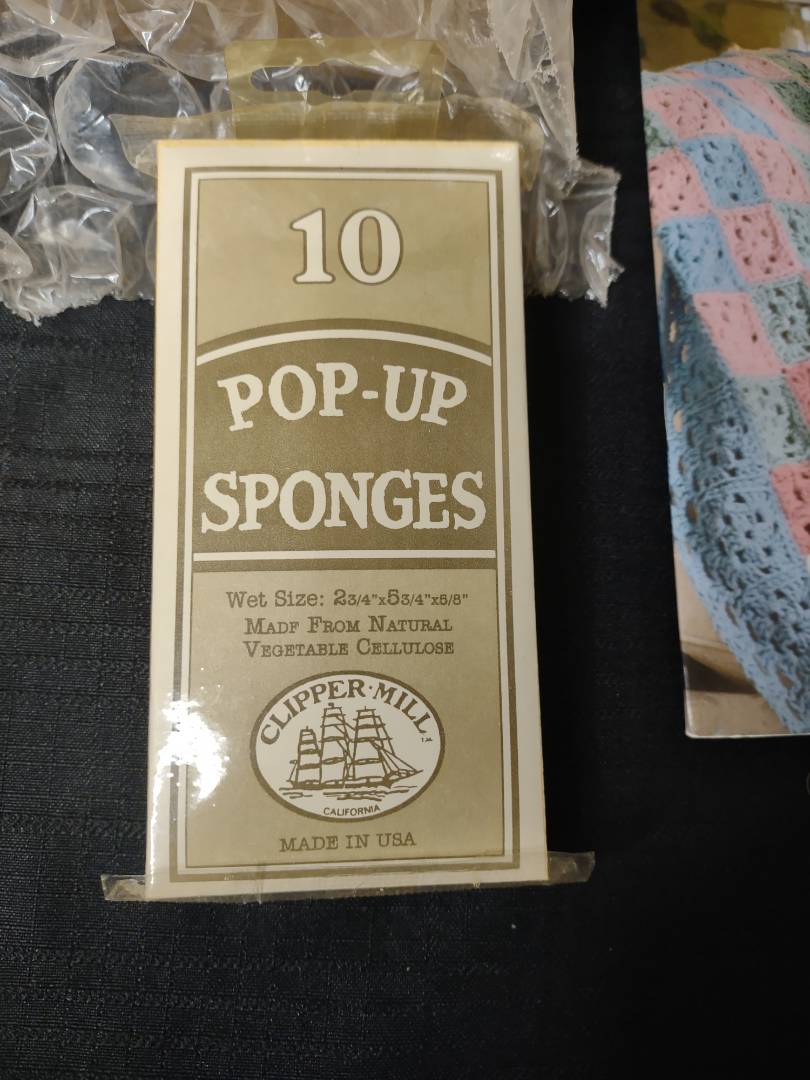 10
POP-UP
SPONGES
Wet Size: 2 3/4"x5 3/4"x5/8"
MADE FROM NATURAL
VEGETABLE CELLULOSE
CLIPPER·MILL
T.M.
CALIFORNIA
MADE IN USA